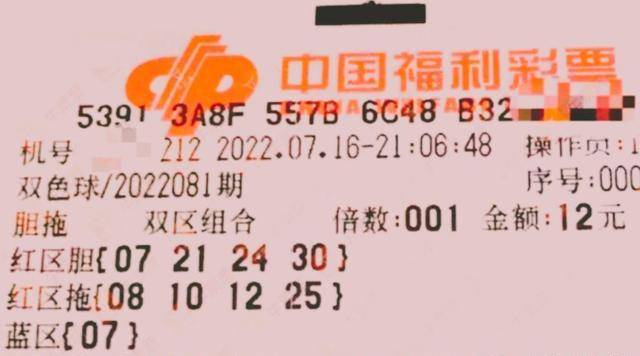 中国福利彩票
CHINA WELFARE
5391 3A8F 557B 6C48 B32
机号 212 2022.07.16-21:06:48 操作员:1
双色球/2022081期 序号:000
胆拖 双区组合 倍数:001 金额:12元
红区胆{07 21 24 30}
红区拖{08 10 12 25}
蓝区{07}